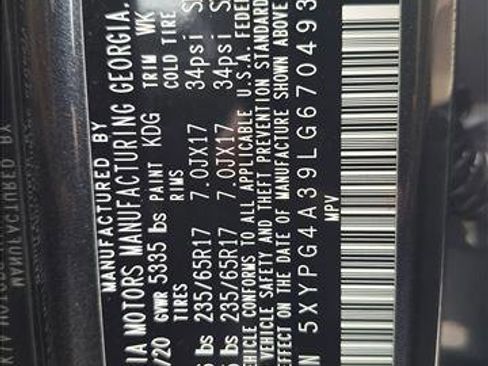 MANUFACTURED BY
IA MOTORS MANUFACTURING GEORGIA.
/20 GVWR 5335 lbs PAINT KDG TRIM WK
TIRES RIMS COLD TIRE
lbs 235/65R17 7.0JX17 34psi
lbs 235/65R17 7.0JX17 34psi
VEHICLE CONFORMS TO ALL APPLICABLE U.S.A. FEDE
VEHICLE SAFETY AND THEFT PREVENTION STANDARD
EFFECT ON THE DATE OF MANUFACTURE SHOWN ABOVE
N 5XYPG4A39LG670493
MPV